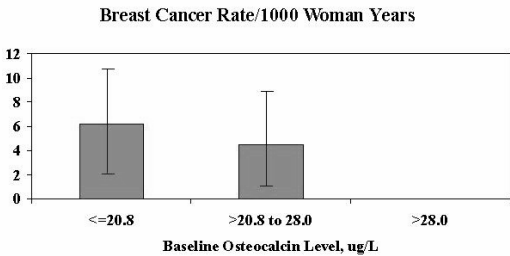 Breast Cancer Rate/1000 Woman Years
12
10
8
6
4
2
0
<=20.8 >20.8 to 28.0 >28.0
Baseline Osteocalcin Level, ug/L